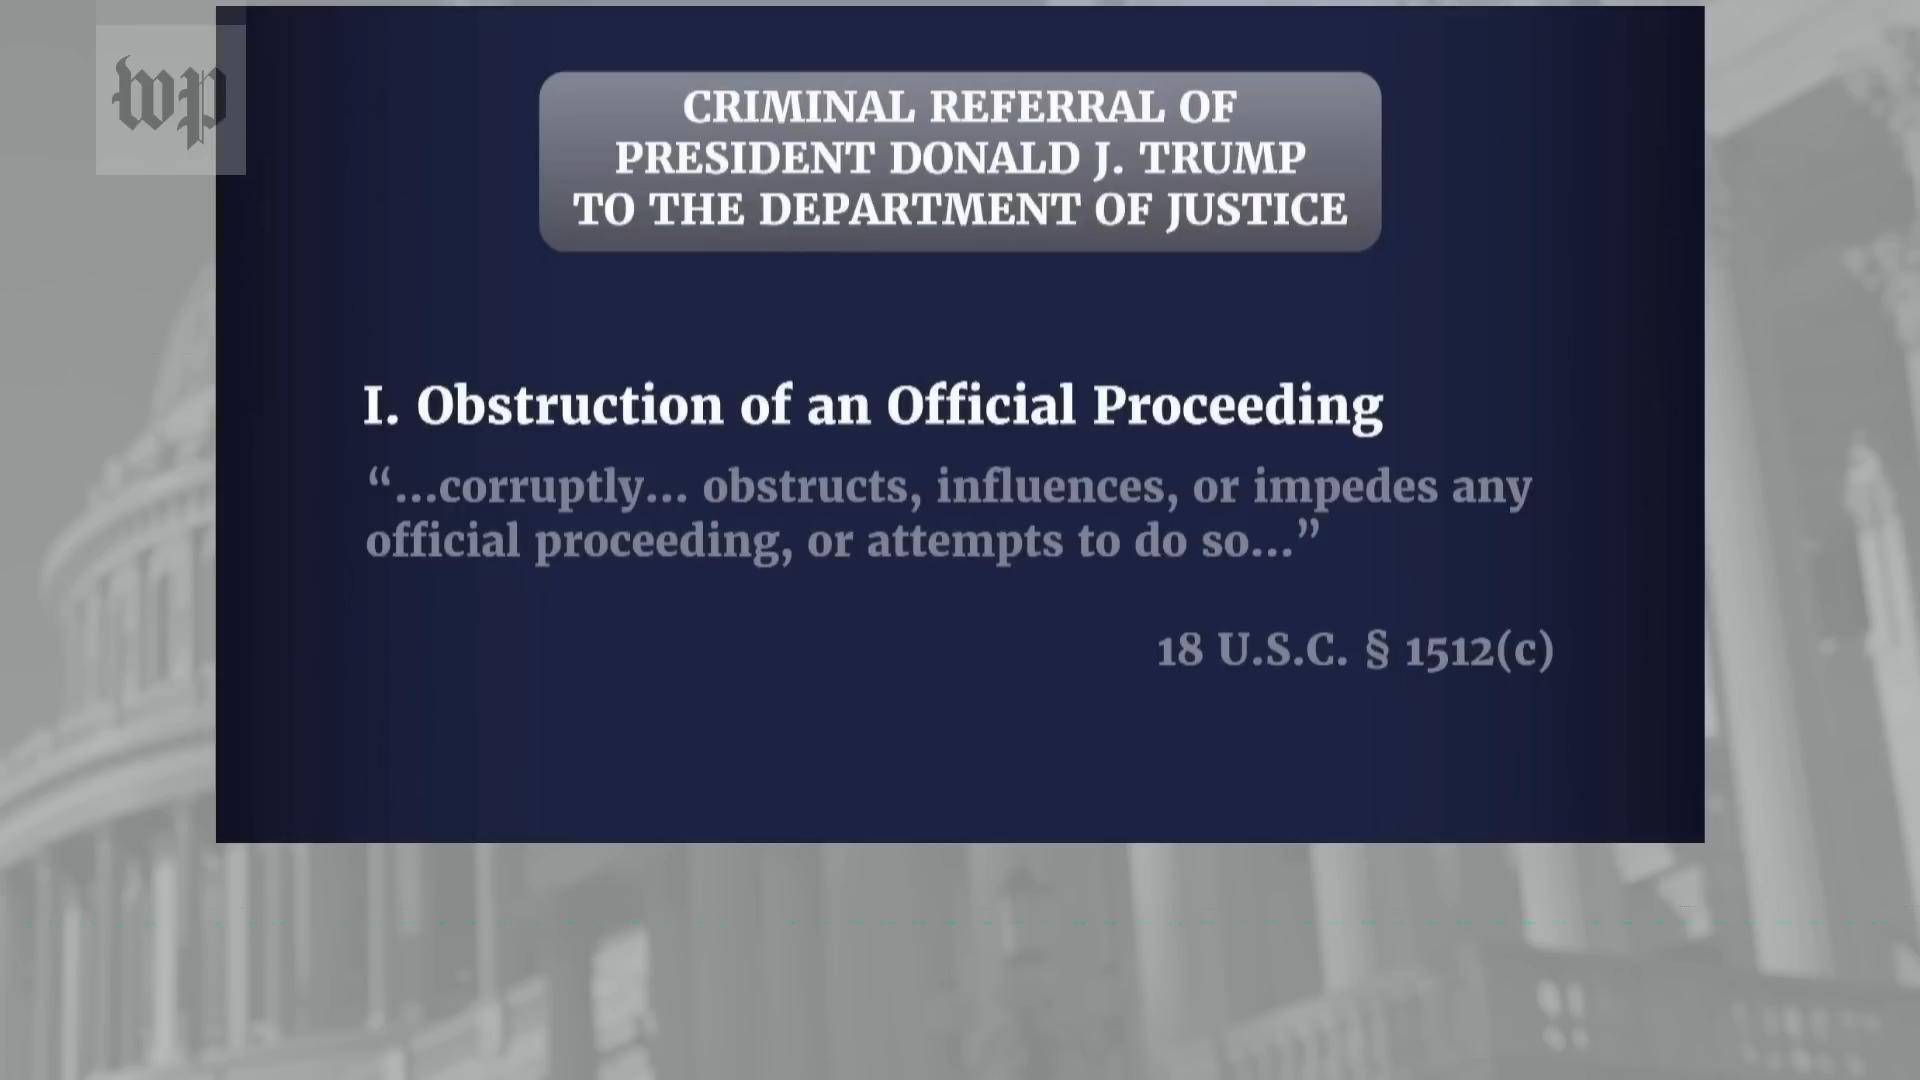 wp
CRIMINAL REFERRAL OF
PRESIDENT DONALD J. TRUMP
TO THE DEPARTMENT OF JUSTICE
I. Obstruction of an Official Proceeding
“...corruptly... obstructs, influences, or impedes any
official proceeding, or attempts to do so...”
18 U.S.C. § 1512(c)